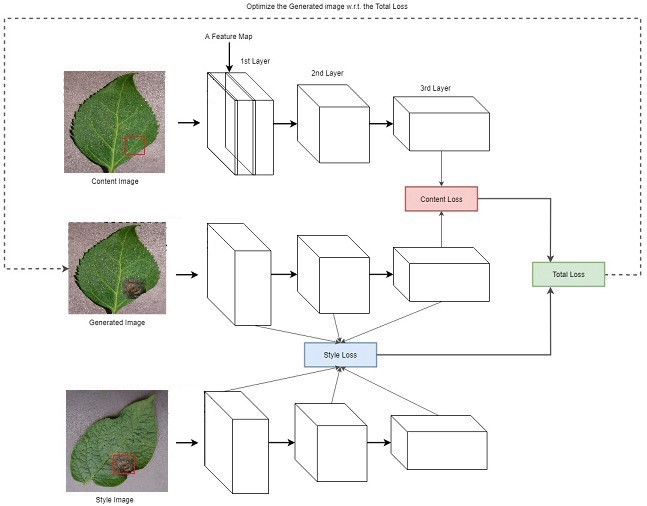 Optimize the Generated image w.r.t. the Total Loss
A Feature Map
1st Layer
2nd Layer
3rd Layer
Content Image
Content Loss
Generated Image
Total Loss
Style Loss
Style Image